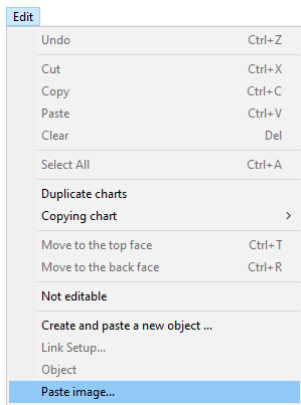 Edit
Undo Ctrl+Z
Cut Ctrl+X
Copy Ctrl+C
Paste Ctrl+V
Clear Del
Select All Ctrl+A
Duplicate charts
Copying chart
Move to the top face Ctrl+T
Move to the back face Ctrl+R
Not editable
Create and paste a new object ...
Link Setup...
Object
Paste image...